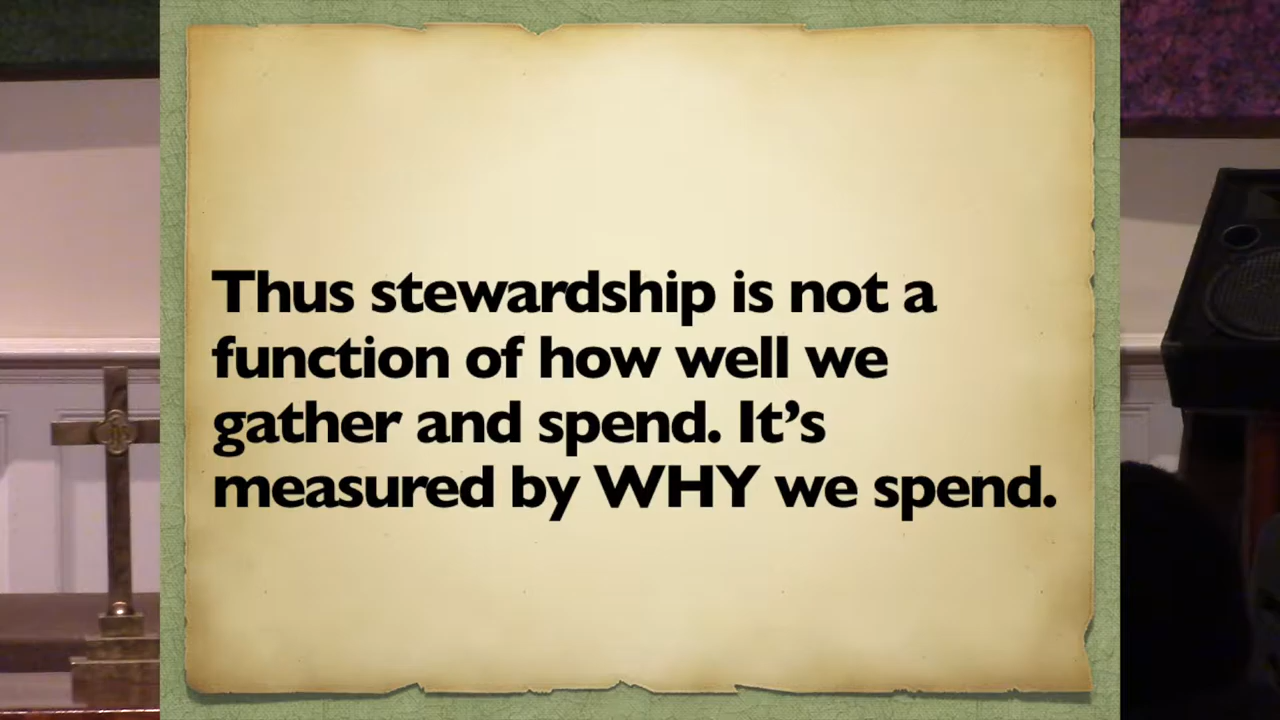 Thus stewardship is not a
function of how well we
gather and spend. It’s
measured by WHY we spend.